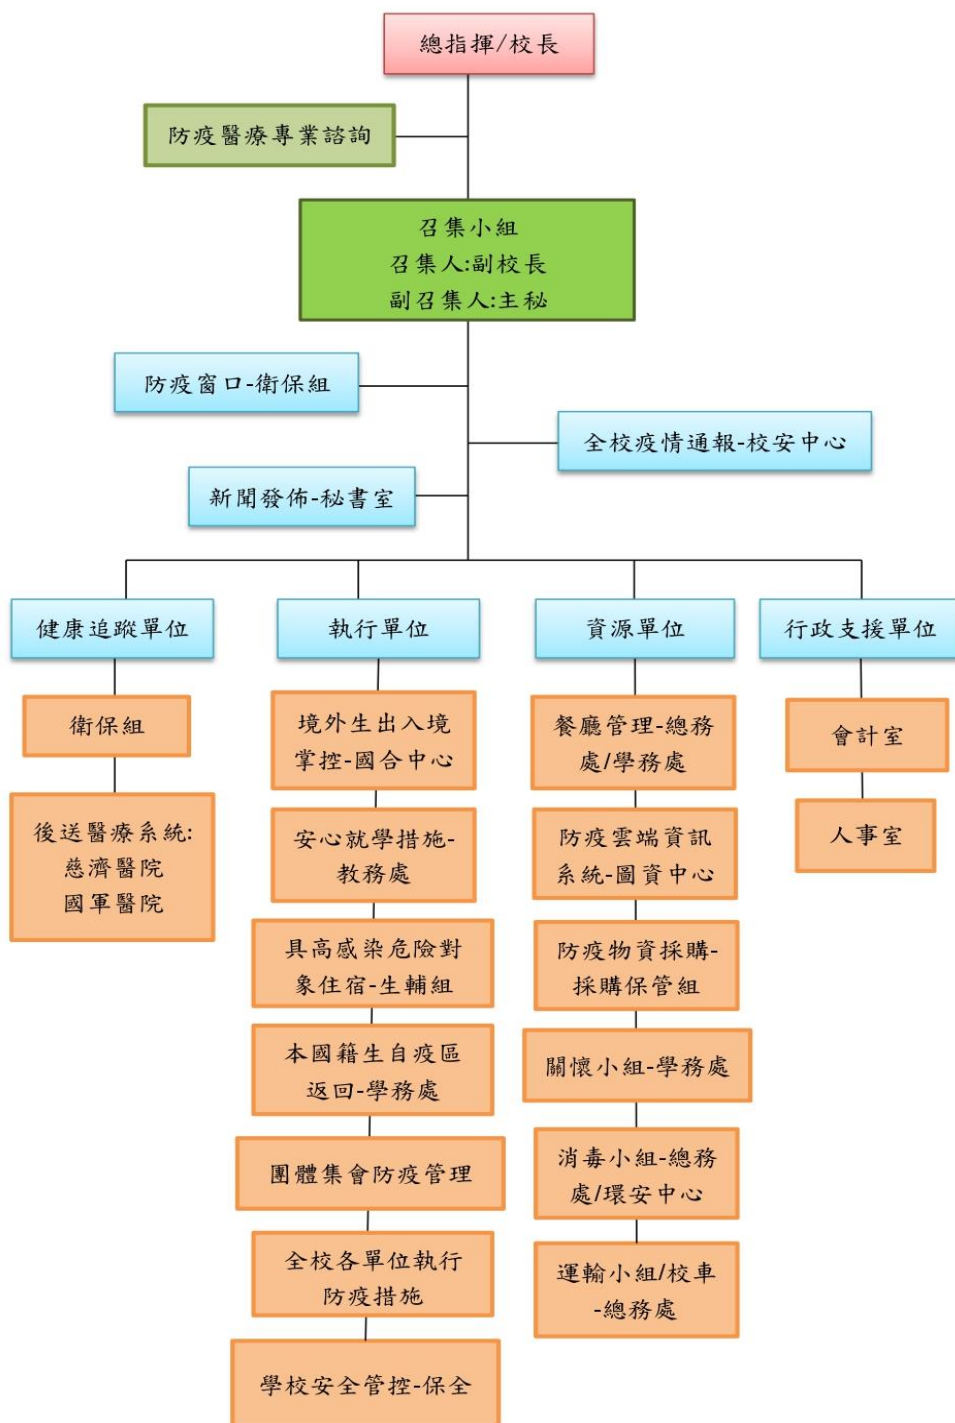 總指揮/校長
防疫醫療專業諮詢
召集小組
召集人:副校長
副召集人:主秘
防疫窗口-衛保組
全校疫情通報-校安中心
新聞發佈-秘書室
健康追蹤單位
執行單位
資源單位
行政支援單位
衛保組
後送醫療系統:
慈濟醫院
國軍醫院
境外生出入境
掌控-國合中心
安心就學措施-
教務處
具高感染危險對
象住宿-生輔組
本國籍生自疫區
返回-學務處
團體集會防疫管理
全校各單位執行
防疫措施
學校安全管控-保全
餐廳管理-總務
處/學務處
防疫雲端資訊
系統-圖資中心
防疫物資採購-
採購保管組
關懷小組-學務處
消毒小組-總務
處/環安中心
運輸小組/校車
-總務處
會計室
人事室